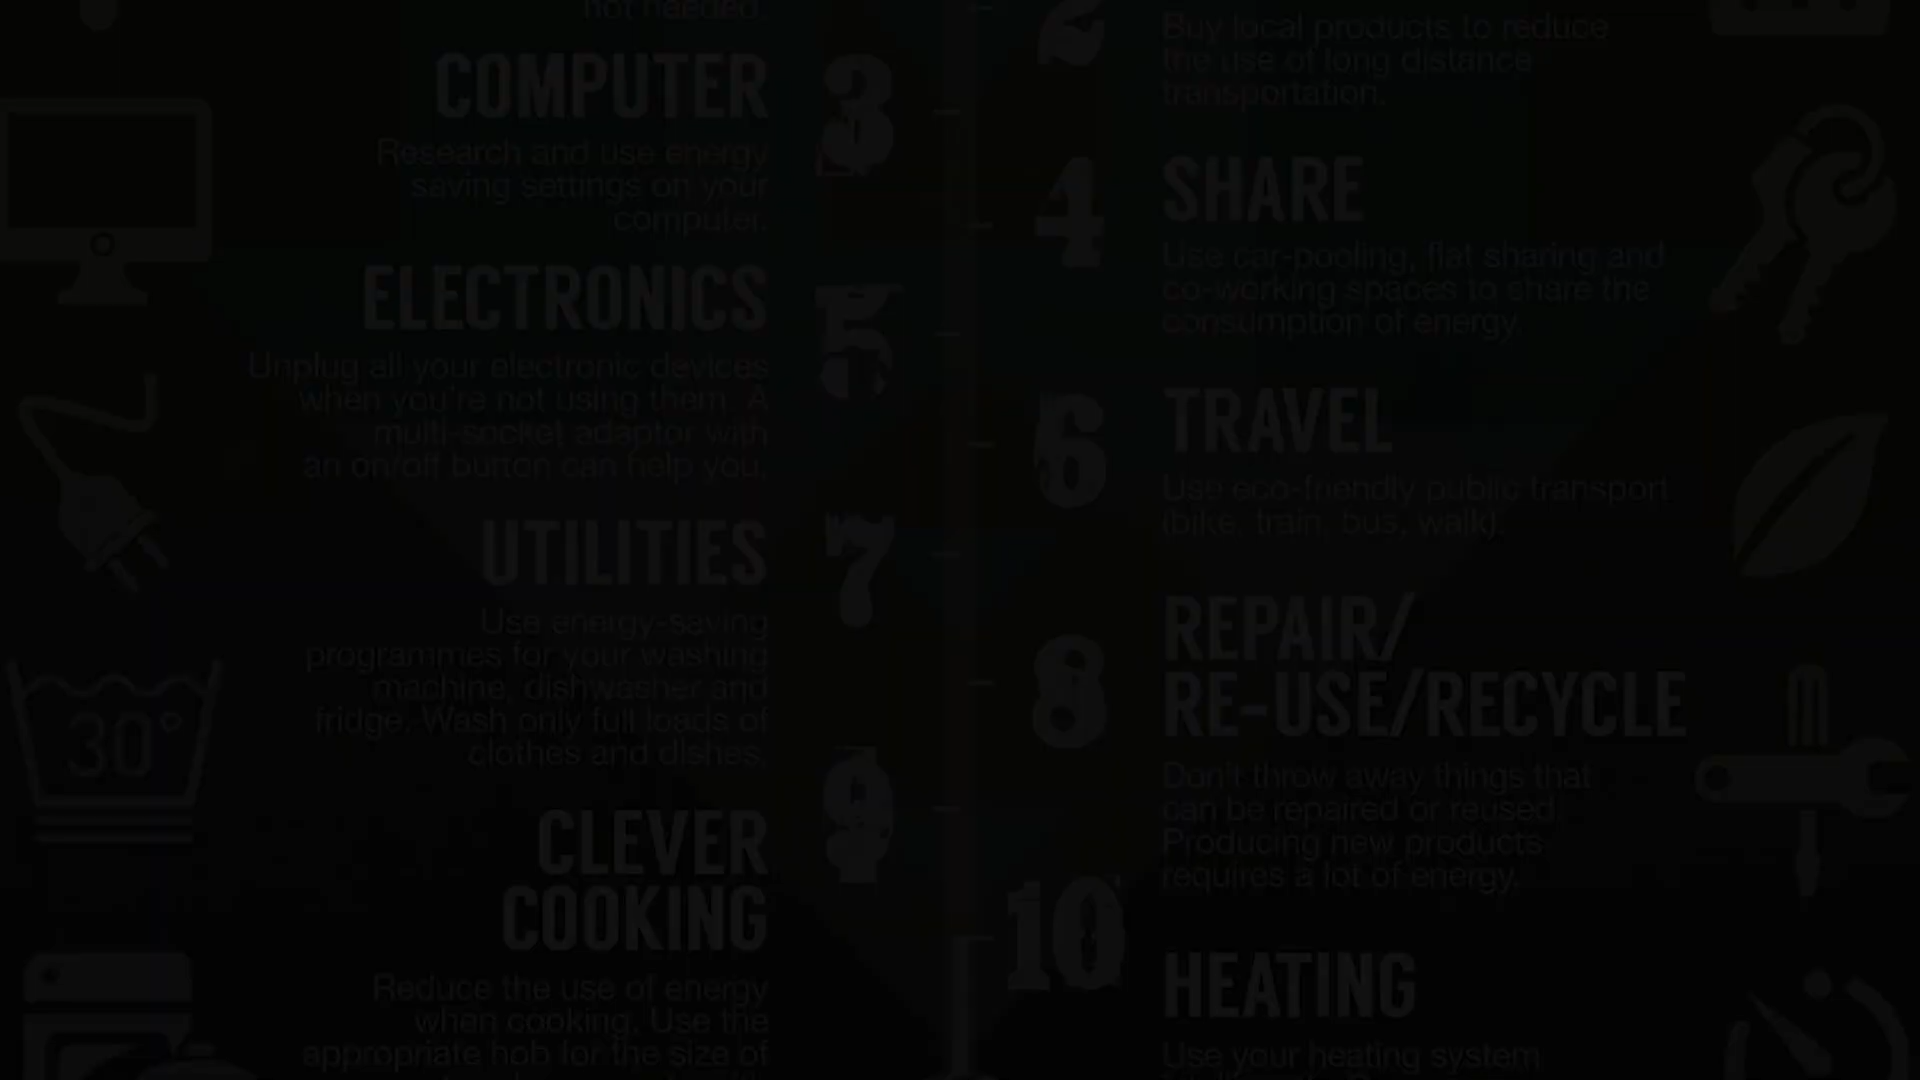 not needed.
COMPUTER
3
Research and use energy
saving settings on your
computer.
ELECTRONICS
5
Unplug all your electronic devices
when you're not using them. A
multi-socket adaptor with
an on/off button can help you.
UTILITIES
7
Use energy-saving
programmes for your washing
machine, dishwasher and
fridge. Wash only full loads of
clothes and dishes.
30°
CLEVER
COOKING
9
Reduce the use of energy
when cooking. Use the
appropriate hob for the size of
2
Buy local products to reduce
the use of long distance
transportation.
4
SHARE
Use car-pooling, flat sharing and
co-working spaces to share the
consumption of energy.
6
TRAVEL
Use eco-friendly public transport
(bike, train, bus, walk).
8
REPAIR/
RE-USE/RECYCLE
Don't throw away things that
can be repaired or reused.
Producing new products
requires a lot of energy.
10
HEATING
Use your heating system